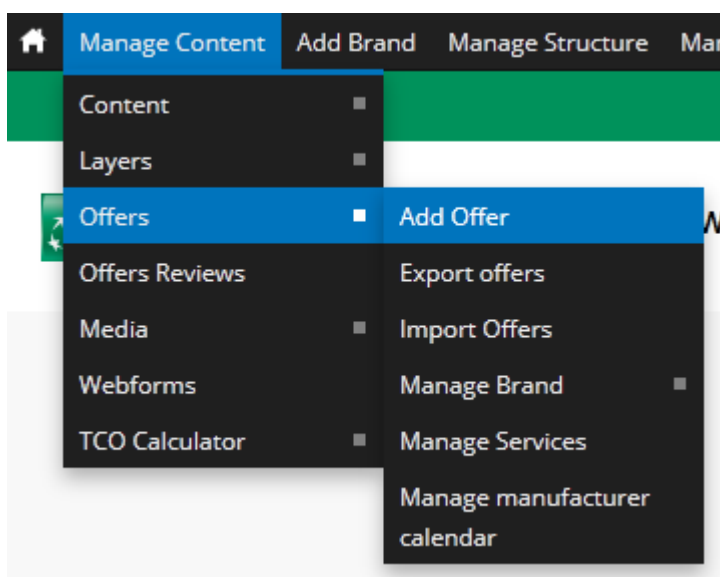 Manage Content Add Brand Manage Structure
Content
Layers
Offers
Offers Reviews
Media
Webforms
TCO Calculator
Add Offer
Export offers
Import Offers
Manage Brand
Manage Services
Manage manufacturer
calendar